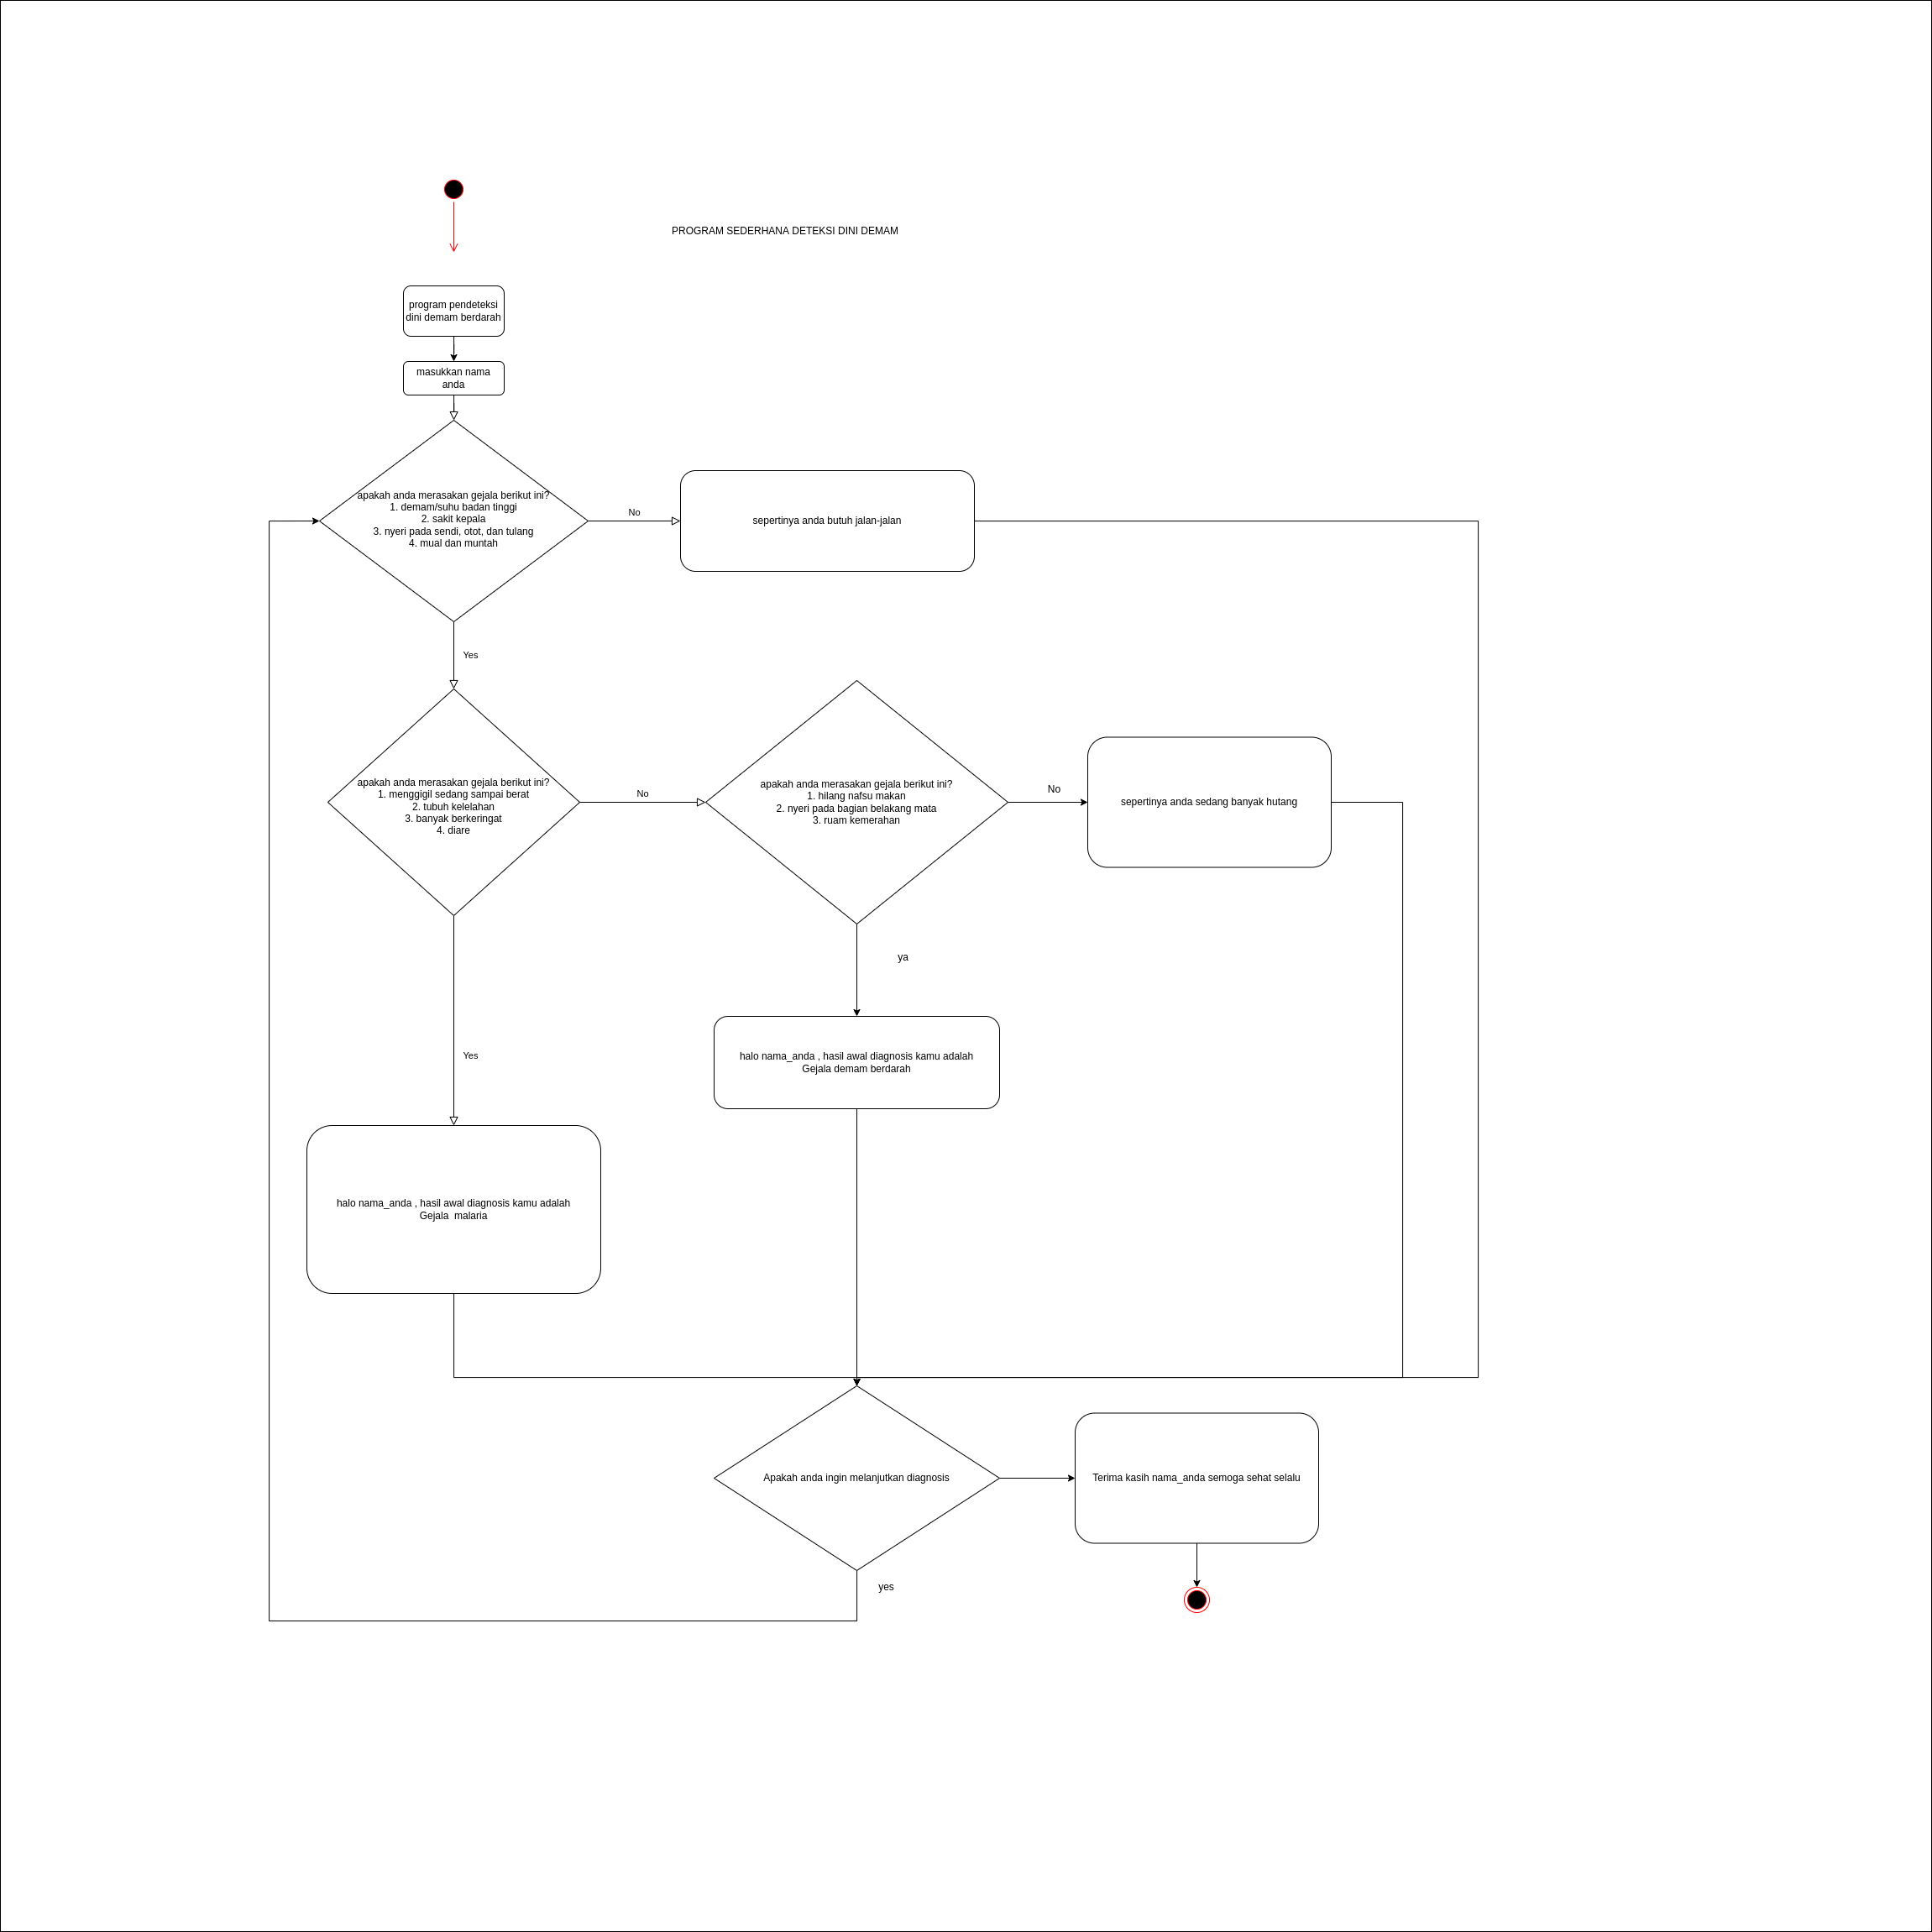 PROGRAM SEDERHANA DETEKSI DINI DEMAM
program pendeteksi
dini demam berdarah
masukkan nama
anda
apakah anda merasakan gejala berikut ini?
1. demam/suhu badan tinggi
2. sakit kepala
3. nyeri pada sendi, otot, dan tulang
4. mual dan muntah
No
sepertinya anda butuh jalan-jalan
Yes
apakah anda merasakan gejala berikut ini?
1. menggigil sedang sampai berat
2. tubuh kelelahan
3. banyak berkeringat
4. diare
No
apakah anda merasakan gejala berikut ini?
1. hilang nafsu makan
2. nyeri pada bagian belakang mata
3. ruam kemerahan
No
sepertinya anda sedang banyak hutang
ya
halo nama_anda , hasil awal diagnosis kamu adalah
Gejala demam berdarah
Yes
halo nama_anda , hasil awal diagnosis kamu adalah
Gejala  malaria
Apakah anda ingin melanjutkan diagnosis
Terima kasih nama_anda semoga sehat selalu
yes